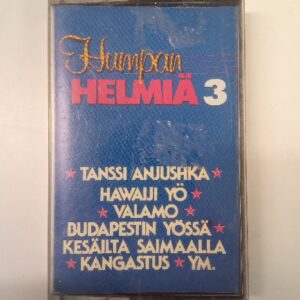 Humpan
HELMIÄ 3
★ TANSSI ANJUSHKA ★
HAWAIJI YÖ ★
★ VALAMO ★
BUDAPESTIN YÖSSÄ ★
KESÄILTA SAIMAALLA
★ KANGASTUS ★ YM.